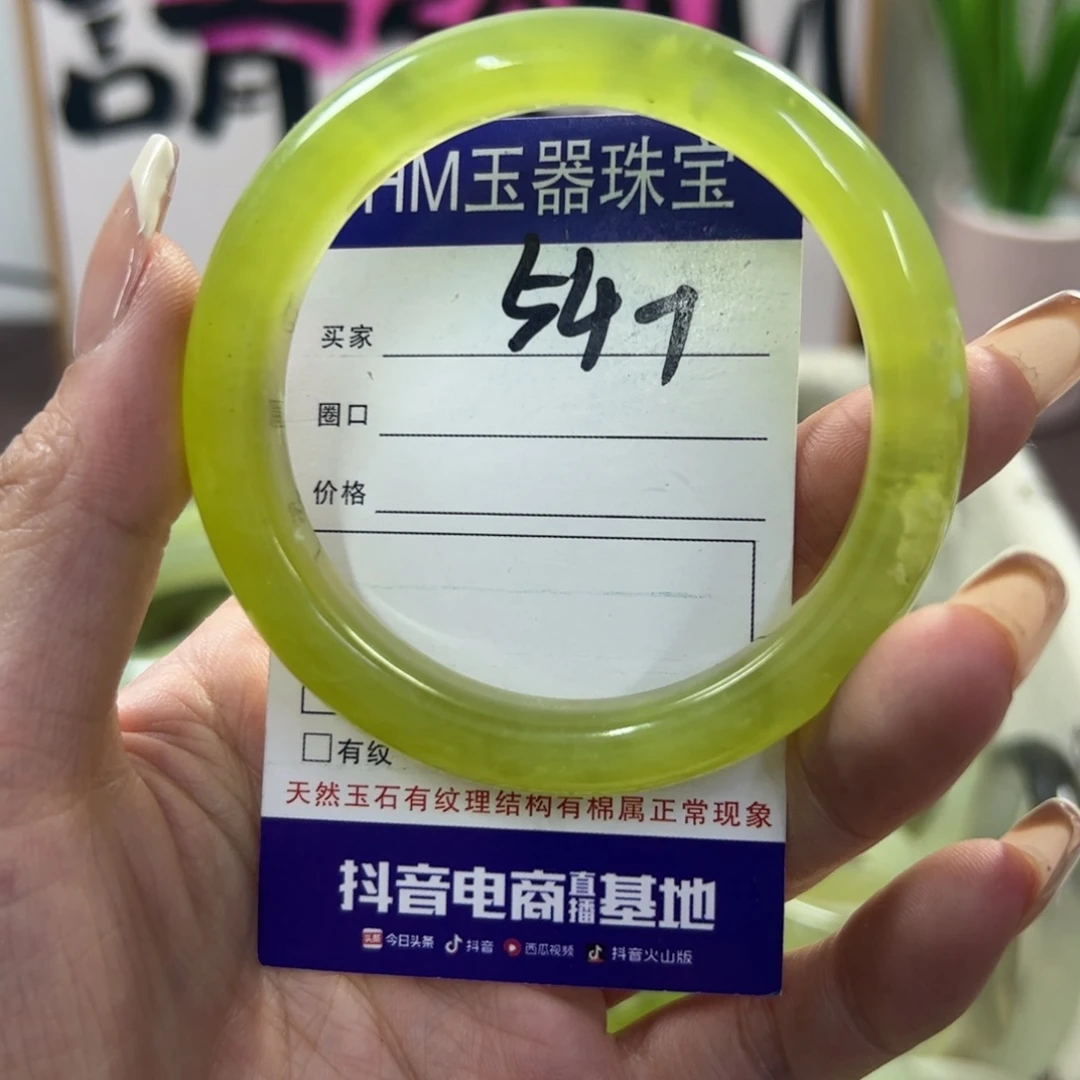 請
HM玉器珠宝
547
买家
圈口
价格
有纹
天然玉石有纹理结构有棉属正常现象
抖音电商直播基地
今日头条 抖音 西瓜视频 抖音火山版